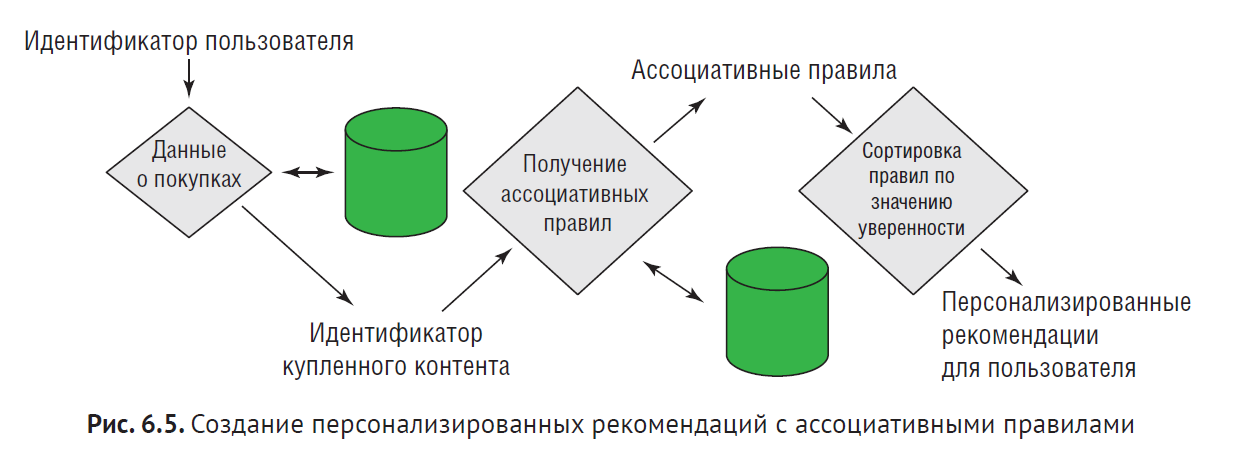 Идентификатор пользователя
Данные
о покупках
Идентификатор
купленного контента
Получение
ассоциативных
правил
Ассоциативные правила
Сортировка
правил по
значению
уверенности
Персонализированные
рекомендации
для пользователя
Рис. 6.5. Создание персонализированных рекомендаций с ассоциативными правилами